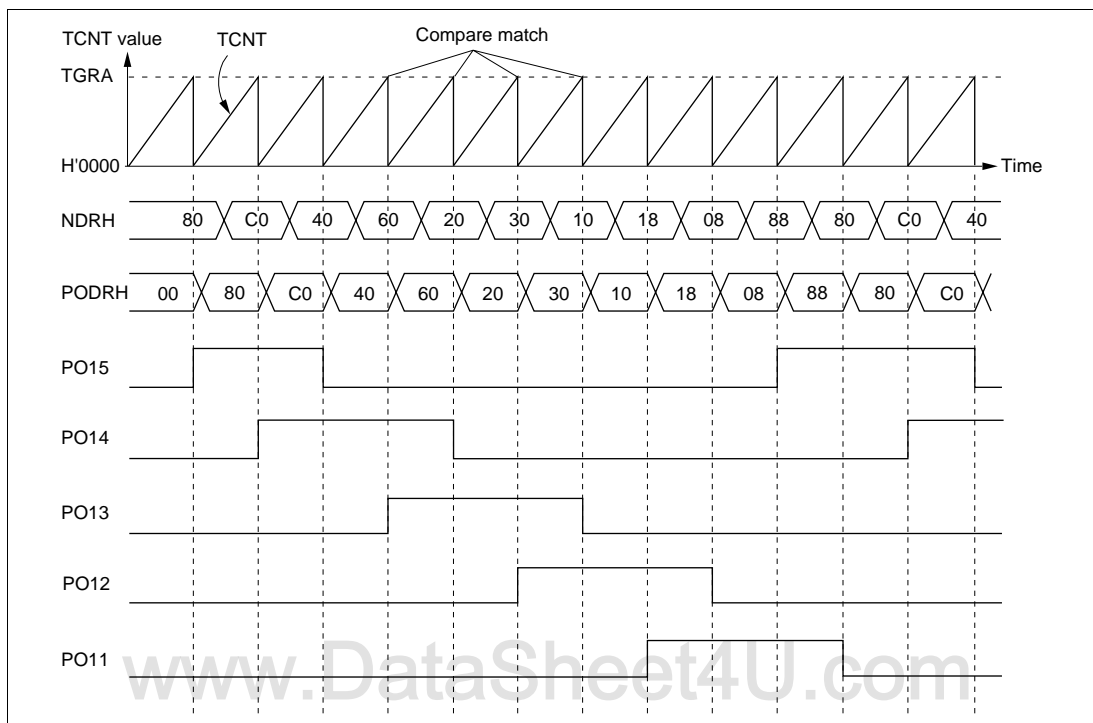 TCNT value TCNT Compare match
TGRA
H'0000 Time
NDRH 80 C0 40 60 20 30 10 18 08 88 80 C0 40
PODRH 00 80 C0 40 60 20 30 10 18 08 88 80 C0
PO15
PO14
PO13
PO12
PO11
www.DataSheet4U.com